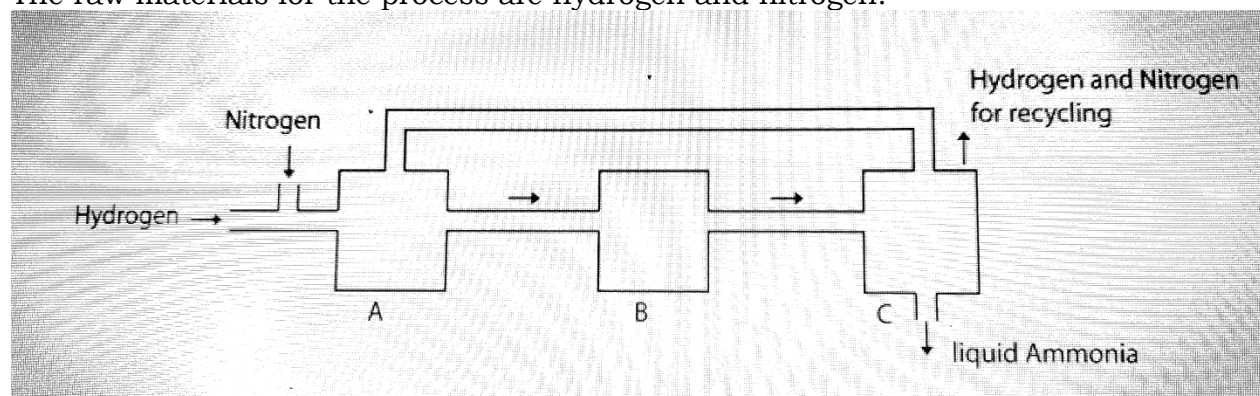 The raw materials for the process are hydrogen and nitrogen.
Hydrogen and Nitrogen
for recycling
Nitrogen
Hydrogen
A
B
C
liquid Ammonia